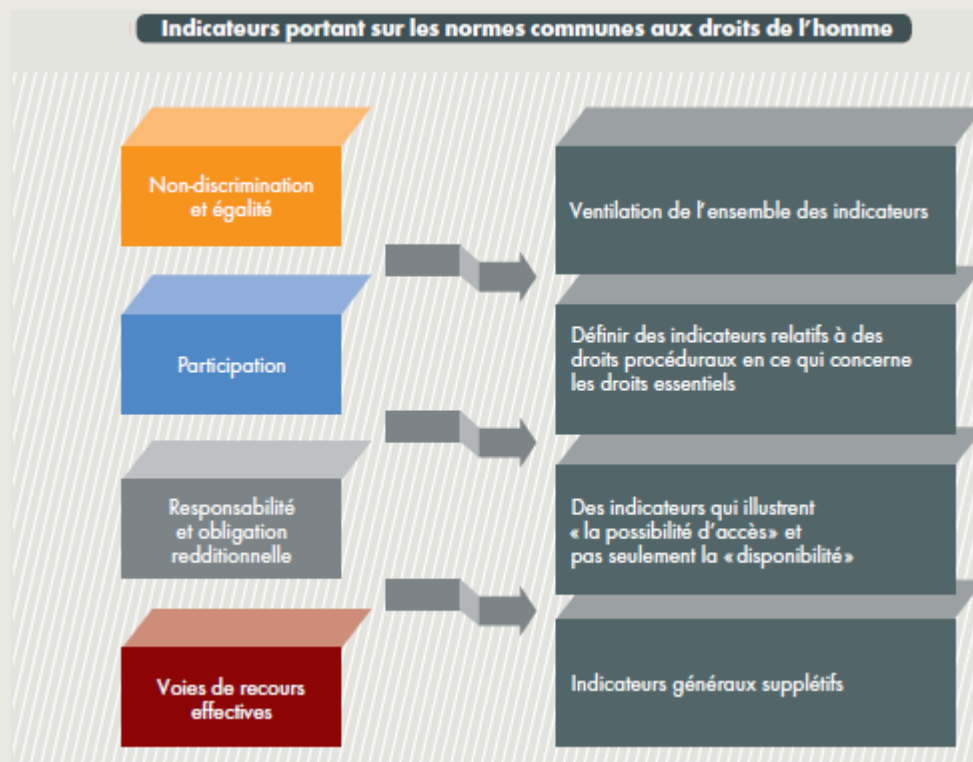 Indicateurs portant sur les normes communes aux droits de l’homme
Non-discrimination
et égalité
Participation
Responsabilité
et obligation
redditionnelle
Voies de recours
effectives
Ventilation de l’ensemble des indicateurs
Définir des indicateurs relatifs à des
droits procéduraux en ce qui concerne
les droits essentiels
Des indicateurs qui illustrent
« la possibilité d’accès» et
pas seulement la « disponibilité»
Indicateurs généraux supplétifs